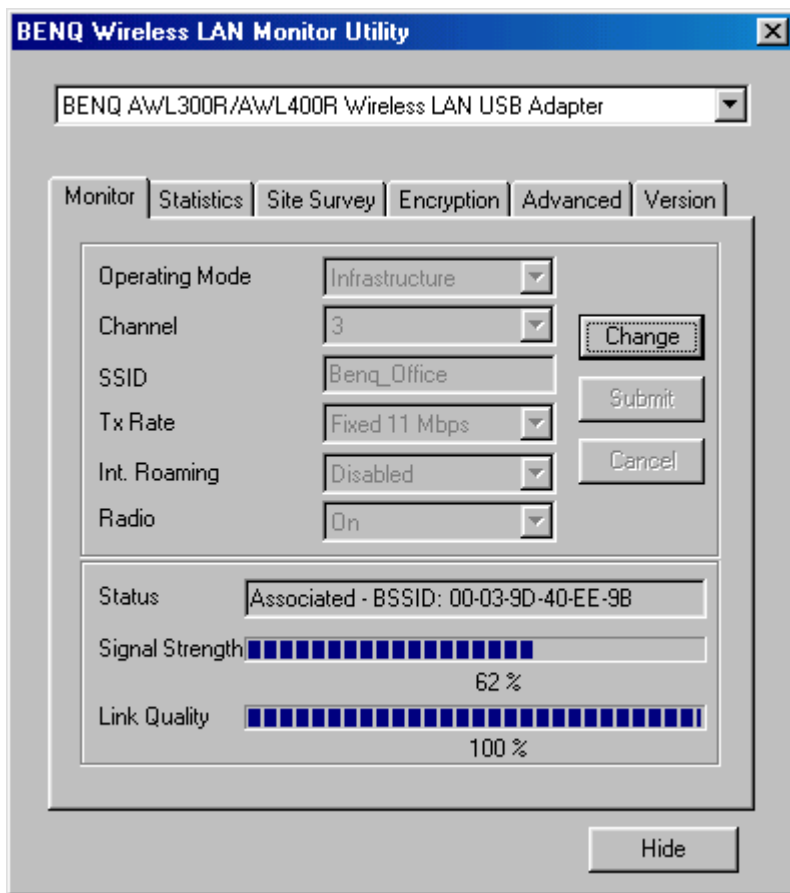 BENQ Wireless LAN Monitor Utility
BENQ AWL300R/AWL400R Wireless LAN USB Adapter
Monitor Statistics Site Survey Encryption Advanced Version
Operating Mode Infrastructure
Channel 3
Change
SSID Benq_Office
Submit
Tx Rate Fixed 11 Mbps
Int. Roaming Disabled
Cancel
Radio On
Status Associated - BSSID: 00-03-9D-40-EE-9B
Signal Strength
62 %
Link Quality
100 %
Hide